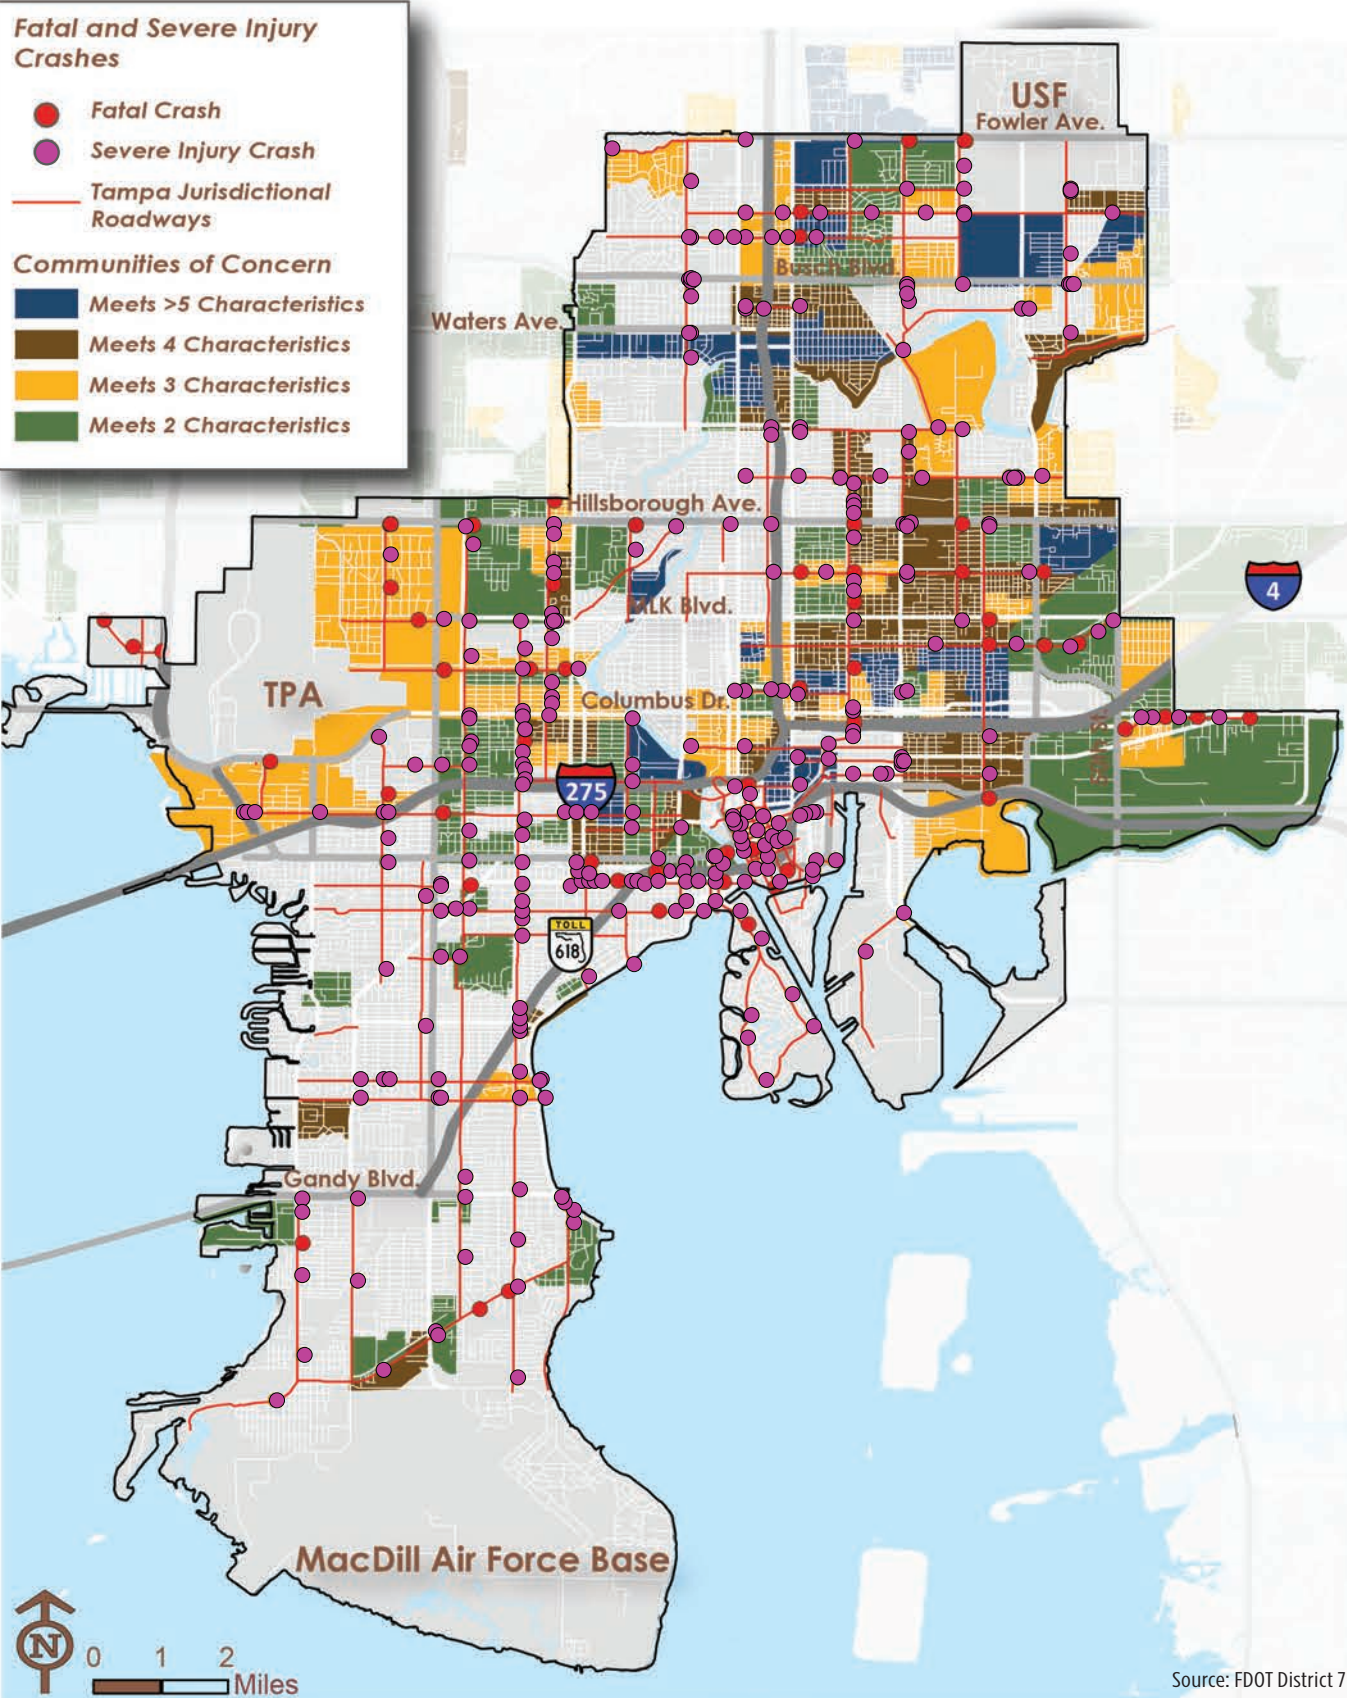 Fatal and Severe Injury
Crashes
Fatal Crash
Severe Injury Crash
Tampa Jurisdictional
Roadways
Communities of Concern
Meets >5 Characteristics
Meets 4 Characteristics
Meets 3 Characteristics
Meets 2 Characteristics
USF
Fowler Ave.
Busch Blvd.
Waters Ave.
Hillsborough Ave.
4
MLK Blvd.
TPA
Columbus Dr.
275
TOLL
618
Gandy Blvd.
MacDill Air Force Base
N
0 1 2
Miles
Source: FDOT District 7